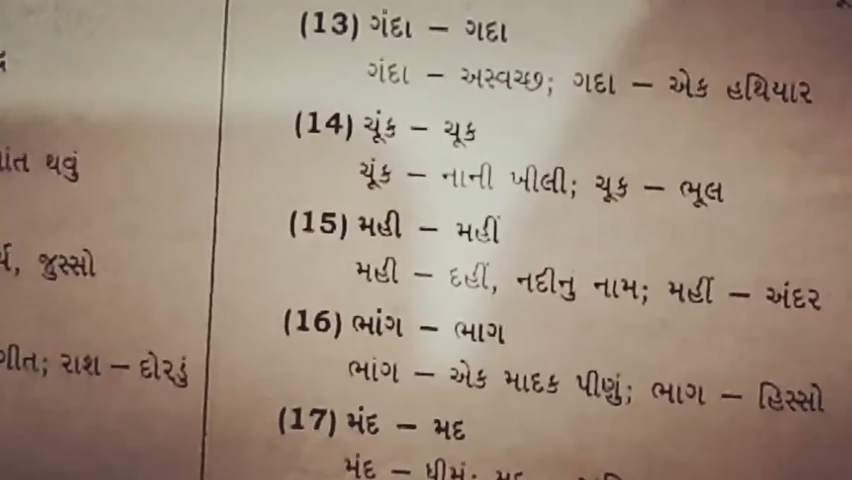 (13) ગંદા – ગદા
ગંદા – અસ્વચ્છ; ગદા – એક હથિયાર
(14) ચૂંક – ચૂક
ચૂંક – નાની ખીલી; ચૂક – ભૂલ
(15) મહી – મહીં
મહી – દહીં, નદીનુ નામ; મહીં – અંદર
(16) ભાંગ – ભાગ
ભાંગ – એક માદક પીણું; ભાગ – હિસ્સો
(17) મંદ – મદ
મંદ – ધીમું;
થવું
જુસ્સો
ગીત; રાશ – દોરડું